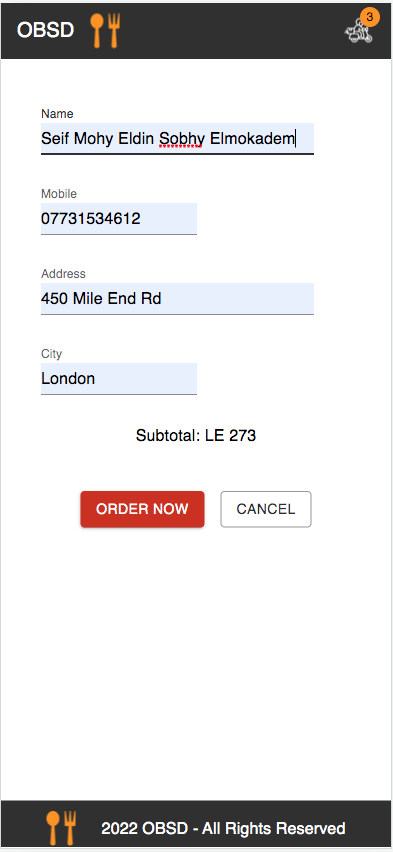 OBSD
3
Name
Seif Mohy Eldin Sobhy Elmokadem
Mobile
07731534612
Address
450 Mile End Rd
City
London
Subtotal: LE 273
ORDER NOW CANCEL
2022 OBSD - All Rights Reserved